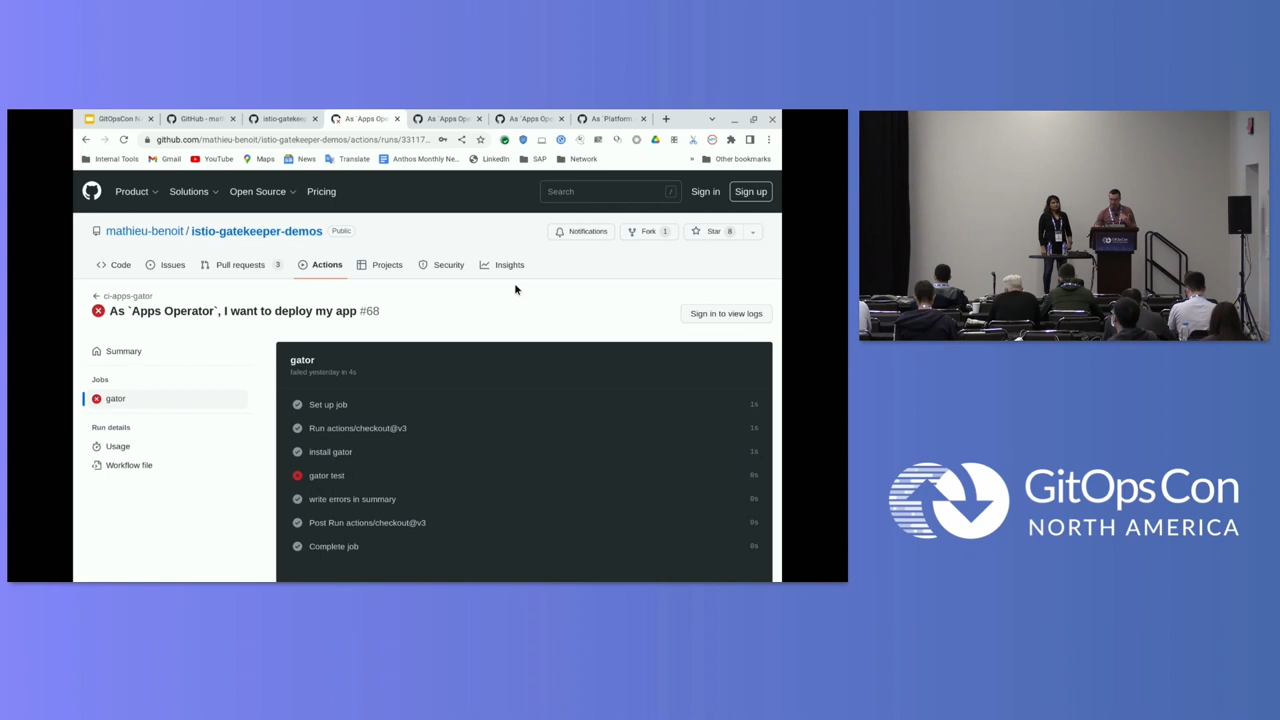 GitOpsCon N
GitHub - mat
istio-gatekeep
As `Apps Ope
As `Apps Ope
As `Apps Ope
As `Platform
github.com/mathieu-benoit/istio-gatekeeper-demos/actions/runs/33117...
Internal Tools
Gmail
YouTube
Maps
News
Translate
Anthos Monthly Ne...
LinkedIn
SAP
Network
»
Other bookmarks
Product
Solutions
Open Source
Pricing
Search
/
Sign in
Sign up
mathieu-benoit / istio-gatekeeper-demos
Public
Notifications
Fork 1
Star 8
<> Code
Issues
Pull requests 3
Actions
Projects
Security
Insights
ci-apps-gator
As `Apps Operator`, I want to deploy my app #68
Sign in to view logs
Summary
Jobs
gator
Run details
Usage
Workflow file
gator
failed yesterday in 4s
Set up job 1s
Run actions/checkout@v3 1s
install gator 1s
gator test 0s
write errors in summary 0s
Post Run actions/checkout@v3 0s
Complete job 0s
GitOpsCon
NORTH AMERICA